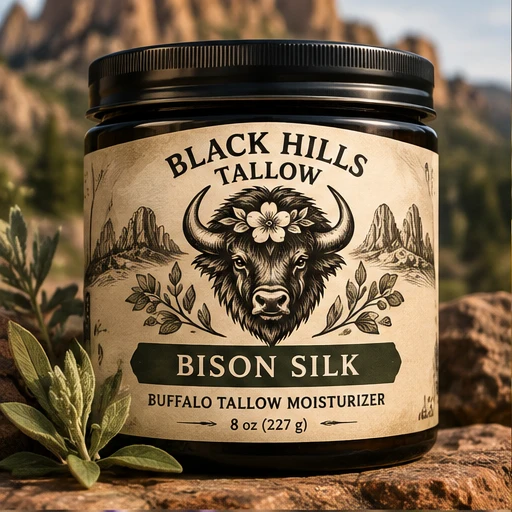 BLACK HILLS
TALLOW
BISON SILK
BUFFALO TALLOW MOISTURIZER
8 oz (227 g)